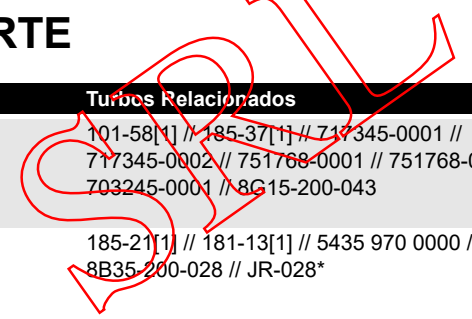 RTE
Turbos Relacionados
101-58[1] // 185-37[1] // 717345-0001 //
717345-0002 // 751768-0001 // 751768-0
703245-0001 // 8G15-200-043
185-21[1] // 181-13[1] // 5435 970 0000 //
8B35-200-028 // JR-028*
SRL